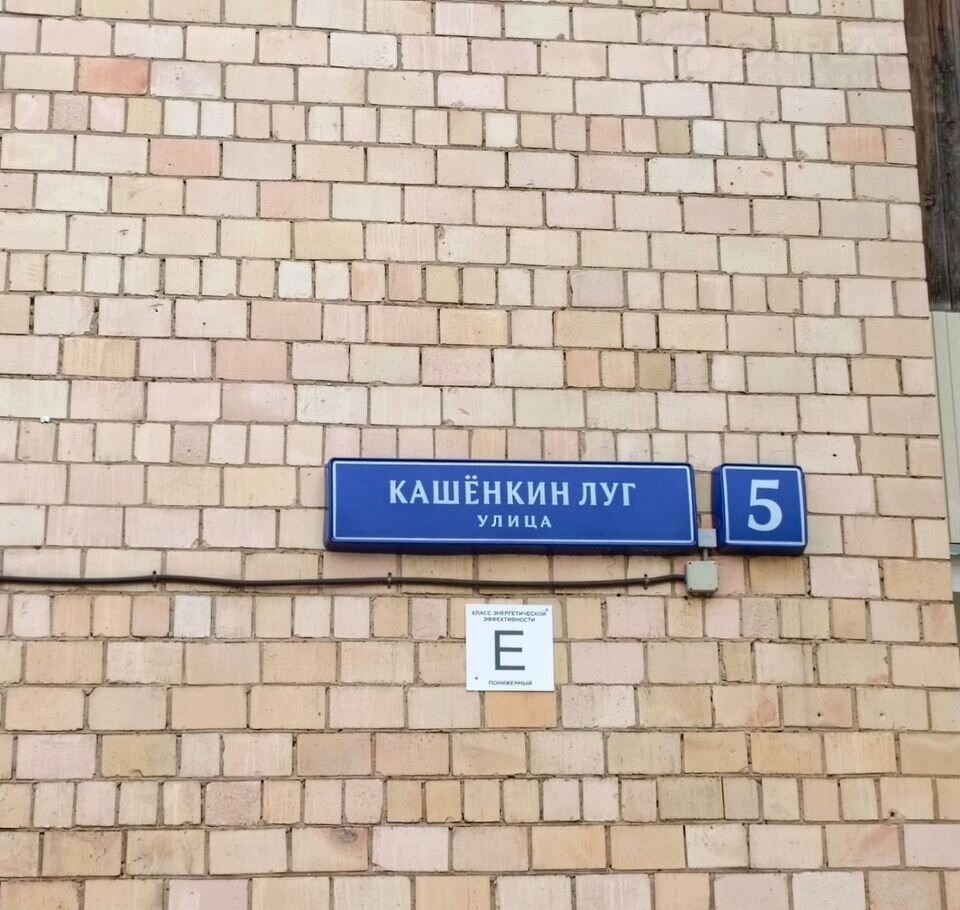 КАШЁНКИН ЛУГ
УЛИЦА
5
КЛАСС ЭНЕРГЕТИЧЕСКОЙ
ЭФФЕКТИВНОСТИ
E
ПОНИЖЕННЫЙ